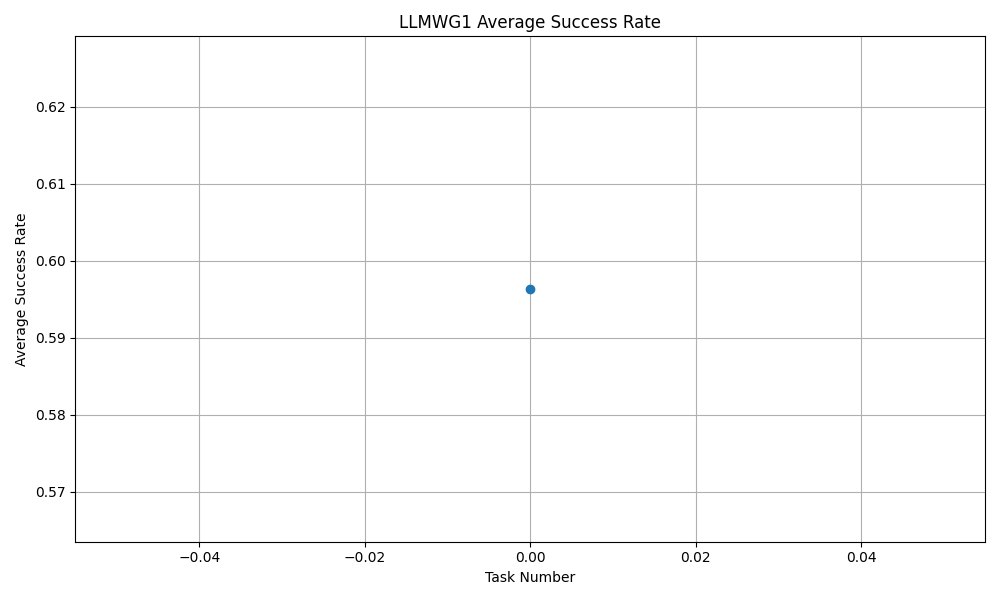 LLMWG1 Average Success Rate
Average Success Rate
0.62
0.61
0.60
0.59
0.58
0.57
−0.04 −0.02 0.00 0.02 0.04
Task Number